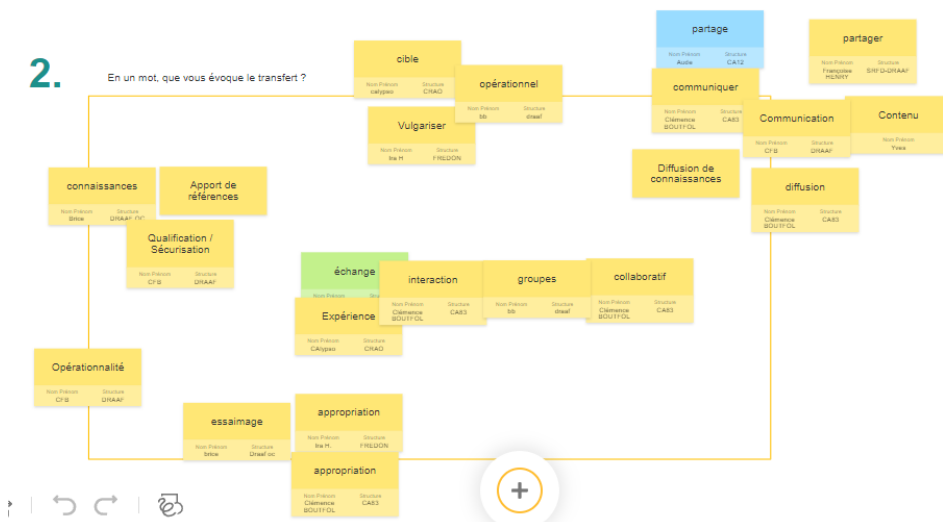 2.
En un mot, que vous évoque le transfert ?
cible
Nom Prénom Structure
calypso CRAO
opérationnel
Nom Prénom Structure
bb draaf
Vulgariser
Nom Prénom Structure
Ina H FREDON
partage
Nom Prénom Structure
Aude CA12
communiquer
Nom Prénom Structure
Clémence BOUTFOL CA83
partager
Nom Prénom Structure
Françoise HENRY SRFD-DRAAF
Communication
Nom Prénom Structure
CFB DRAAF
Contenu
Nom Prénom
Yves
Diffusion de
connaissances
diffusion
Nom Prénom Structure
Clémence BOUTFOL CA83
connaissances
Nom Prénom Structure
Brice DRAAF OC
Apport de
références
Qualification /
Sécurisation
Nom Prénom Structure
CFB DRAAF
échange
Nom Prénom
Expérience
Nom Prénom Structure
CAlypso CRAO
interaction
Nom Prénom Structure
Clémence BOUTFOL CA83
groupes
Nom Prénom Structure
bb draaf
collaboratif
Nom Prénom Structure
Clémence BOUTFOL CA83
Opérationnalité
Nom Prénom Structure
CFB DRAAF
essaimage
Nom Prénom Structure
brice Draaf oc
appropriation
Nom Prénom Structure
Ina H. FREDON
appropriation
Nom Prénom Structure
Clémence BOUTFOL CA83